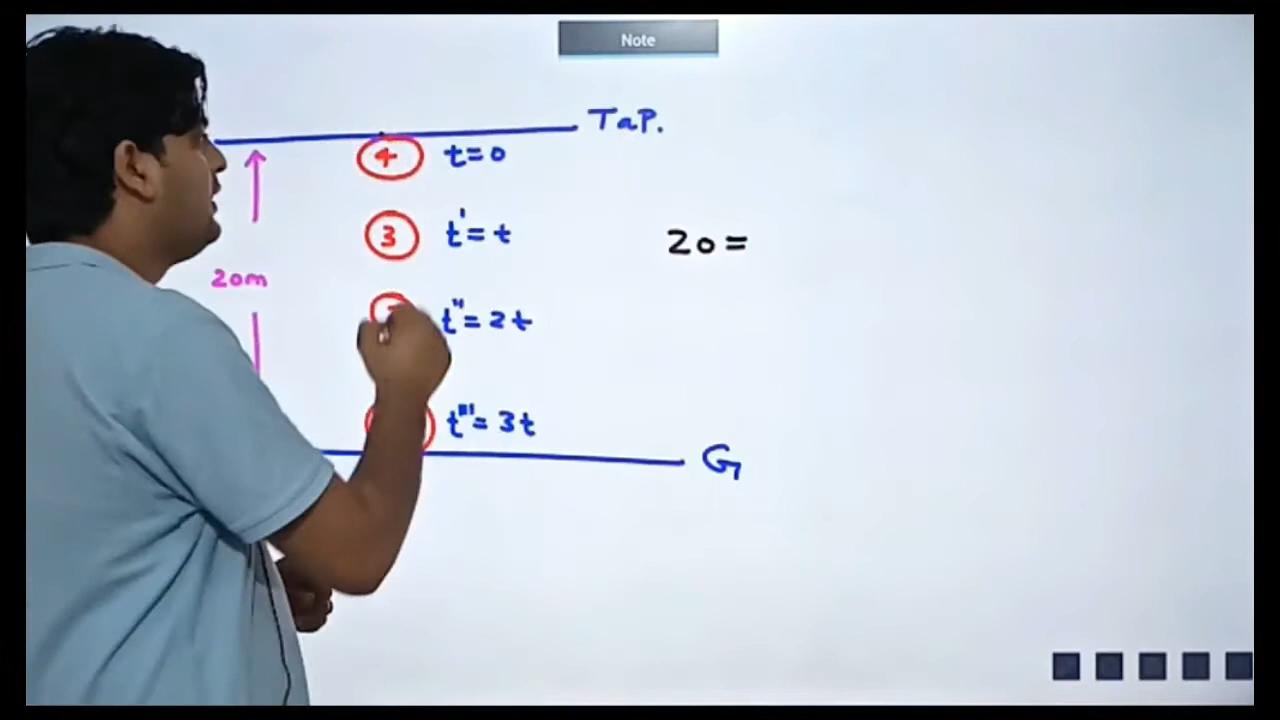 Note
TaP.
4 t=0
3 t'= t
20 =
20m
t''= 2t
t'''= 3t
G